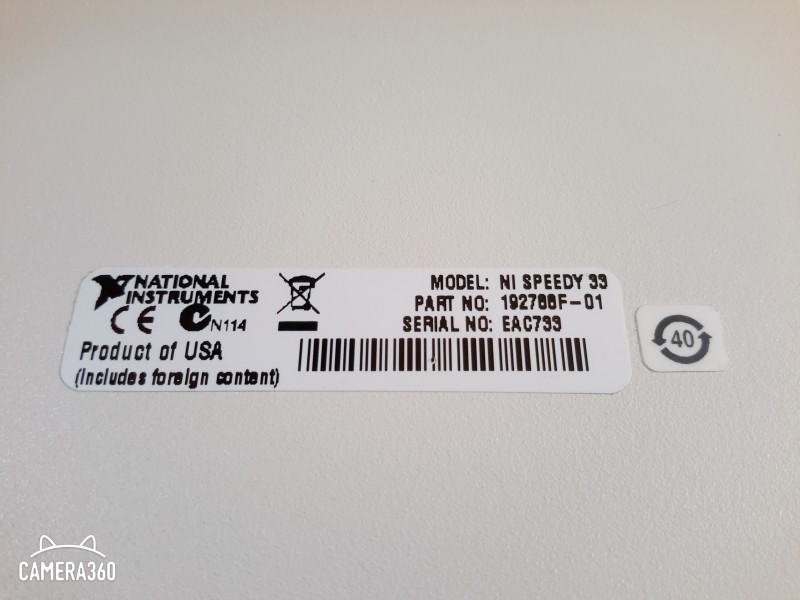 NATIONAL
INSTRUMENTS
CE N114
Product of USA
(Includes foreign content)
MODEL: NI SPEEDY 33
PART NO: 192766F-01
SERIAL NO: EAC733
40
CAMERA360